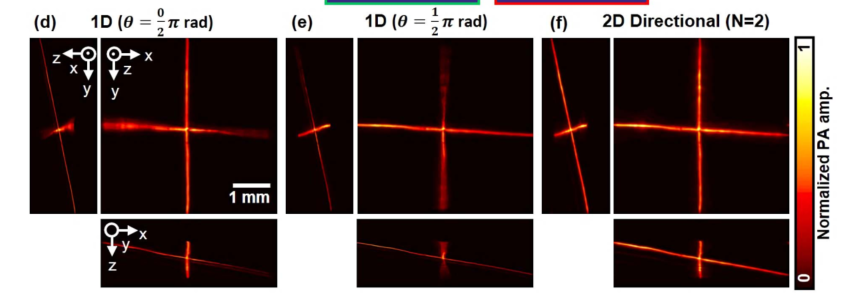 (d) 1D (θ = 0/2 π rad)
(e) 1D (θ = 1/2 π rad)
(f) 2D Directional (N=2)
z
x
y
x
z
y
1 mm
x
y
z
1
0
Normalized PA amp.